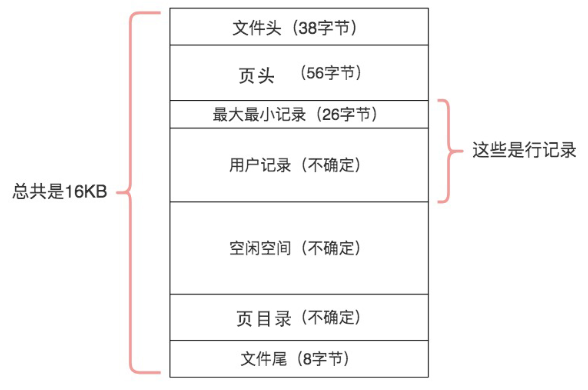 文件头（38字节）
页头（56字节）
最大最小记录（26字节）
这些是行记录
用户记录（不确定）
总共是16KB
空闲空间（不确定）
页目录（不确定）
文件尾（8字节）